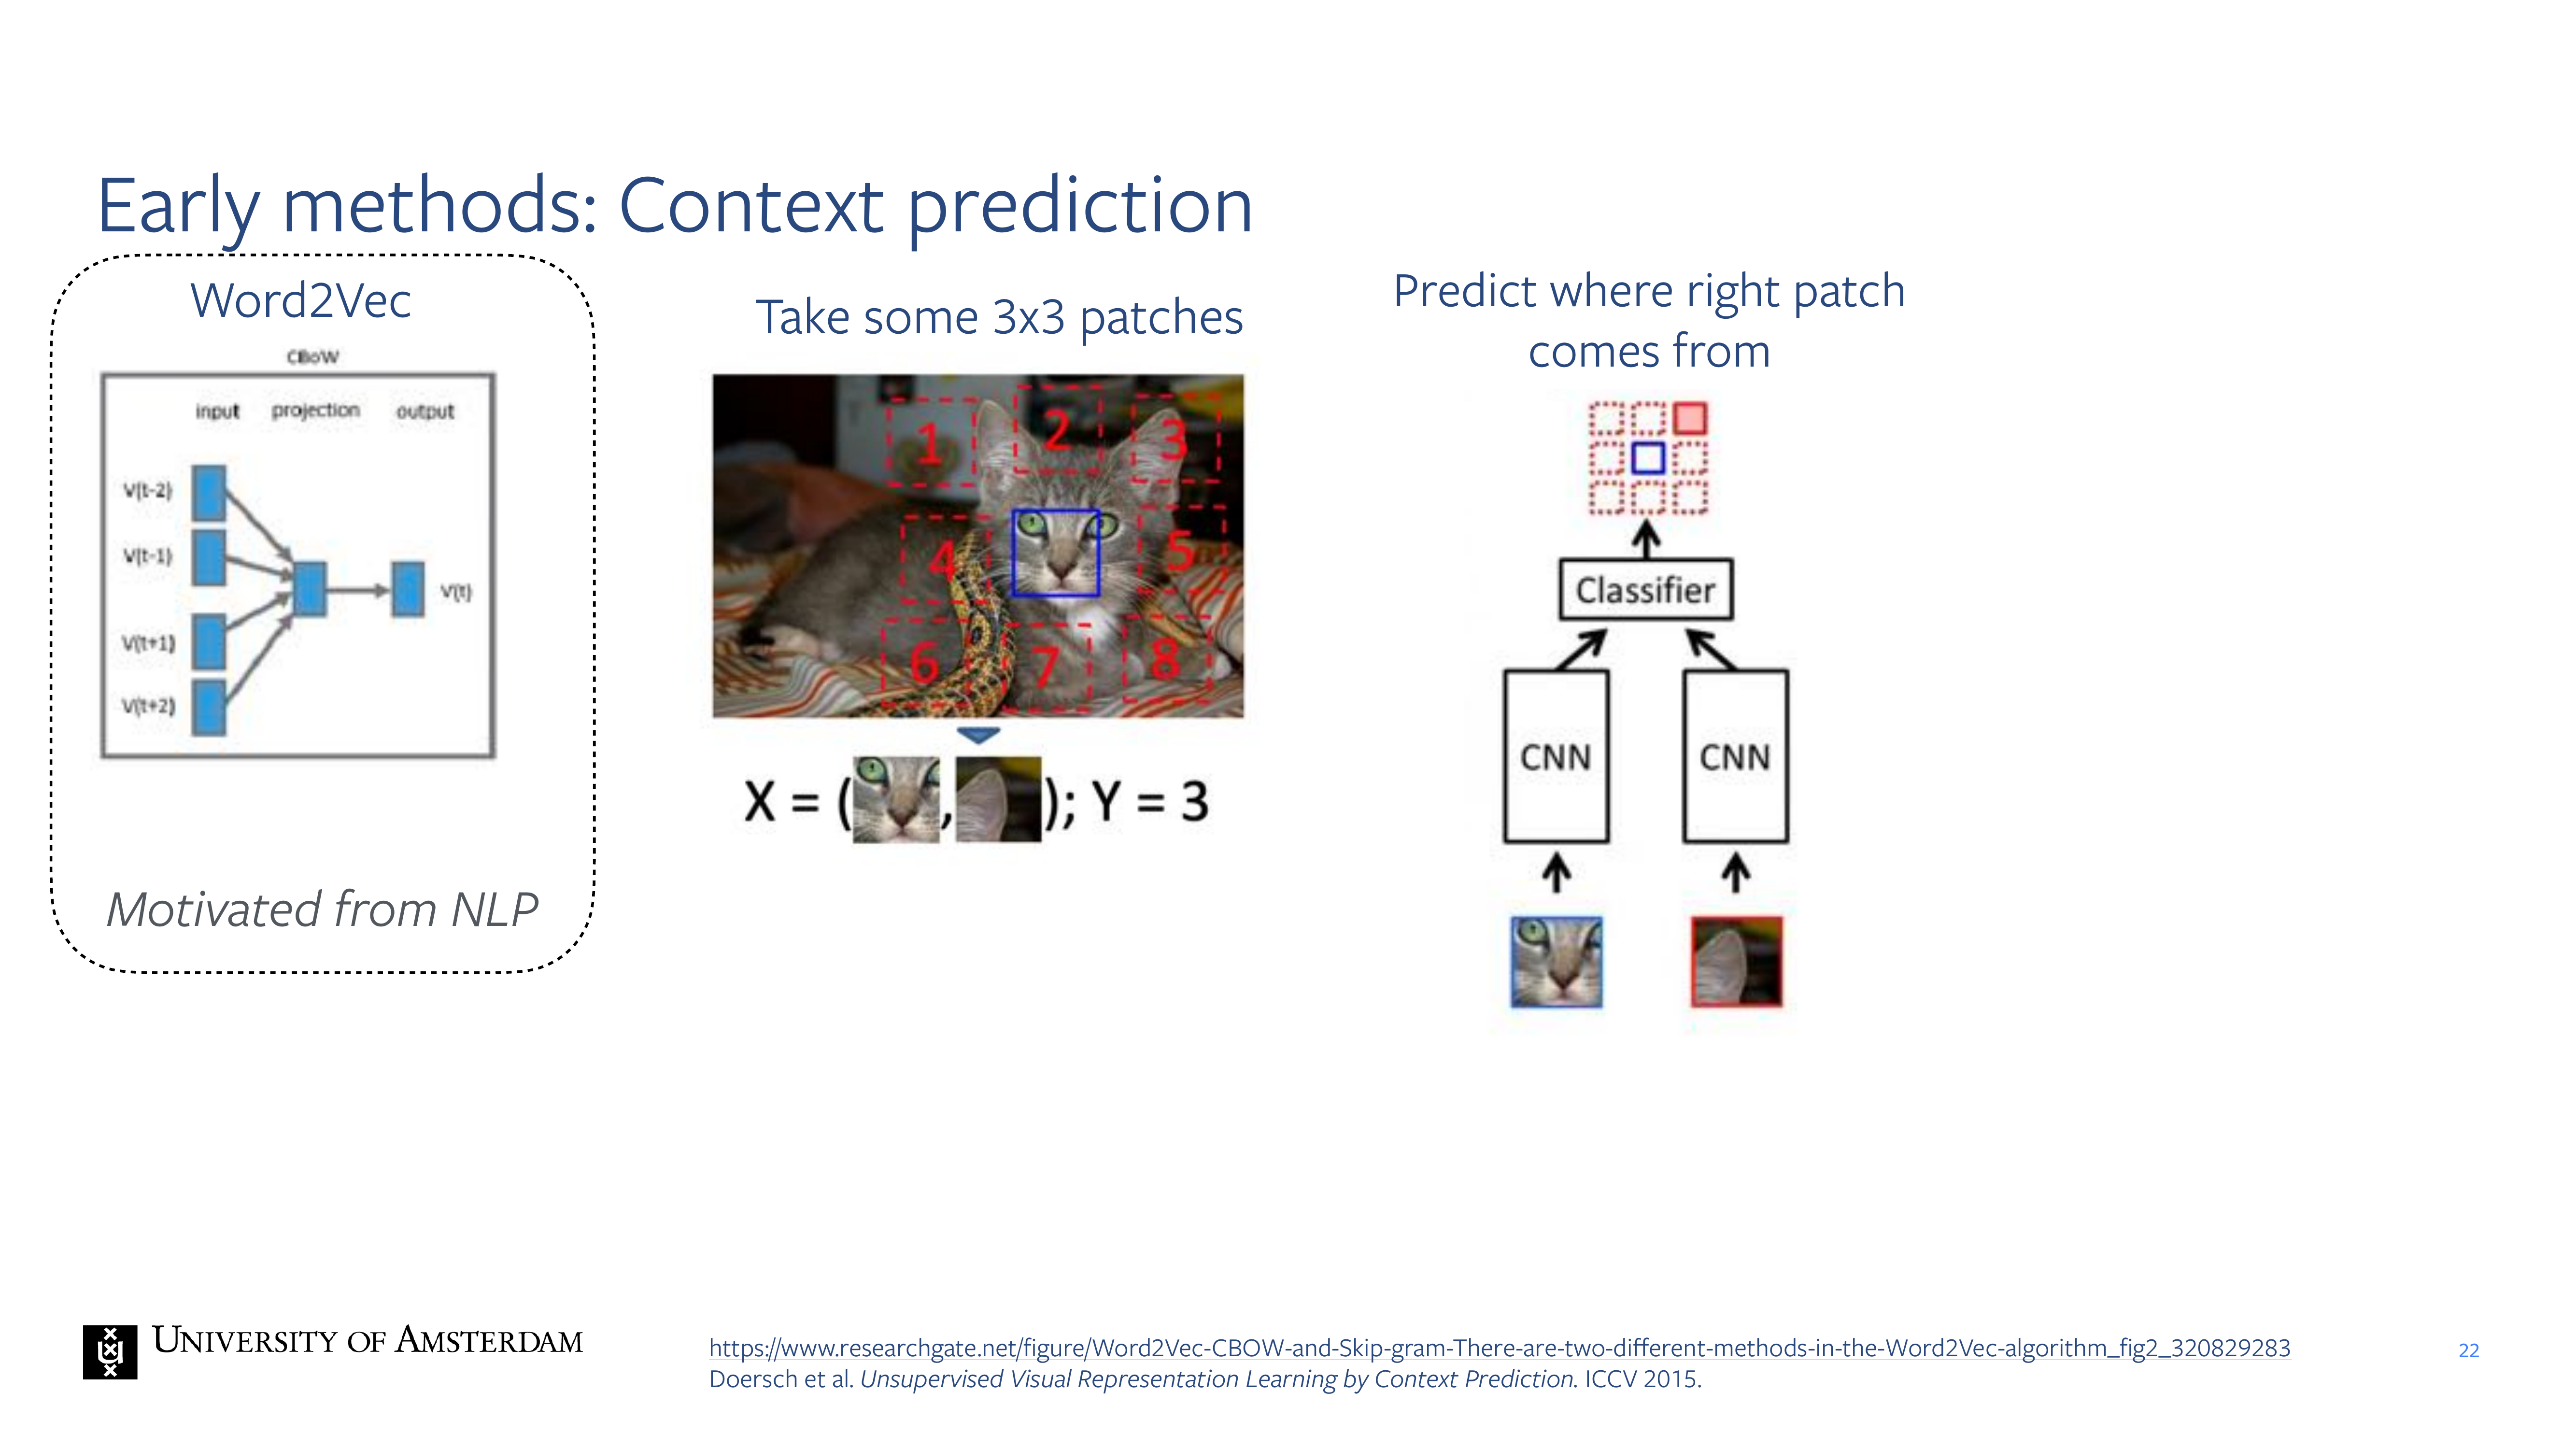 Early methods: Context prediction
Word2Vec
CBoW
input projection output
V(t-2)
V(t-1)
V(t)
V(t+1)
V(t+2)
Motivated from NLP
Take some 3x3 patches
1 2 3
4 5
6 7 8
X = ( , ); Y = 3
Predict where right patch
comes from
Classifier
CNN CNN
UNIVERSITY OF AMSTERDAM
https://www.researchgate.net/figure/Word2Vec-CBOW-and-Skip-gram-There-are-two-different-methods-in-the-Word2Vec-algorithm_fig2_320829283
Doersch et al. Unsupervised Visual Representation Learning by Context Prediction. ICCV 2015.
22